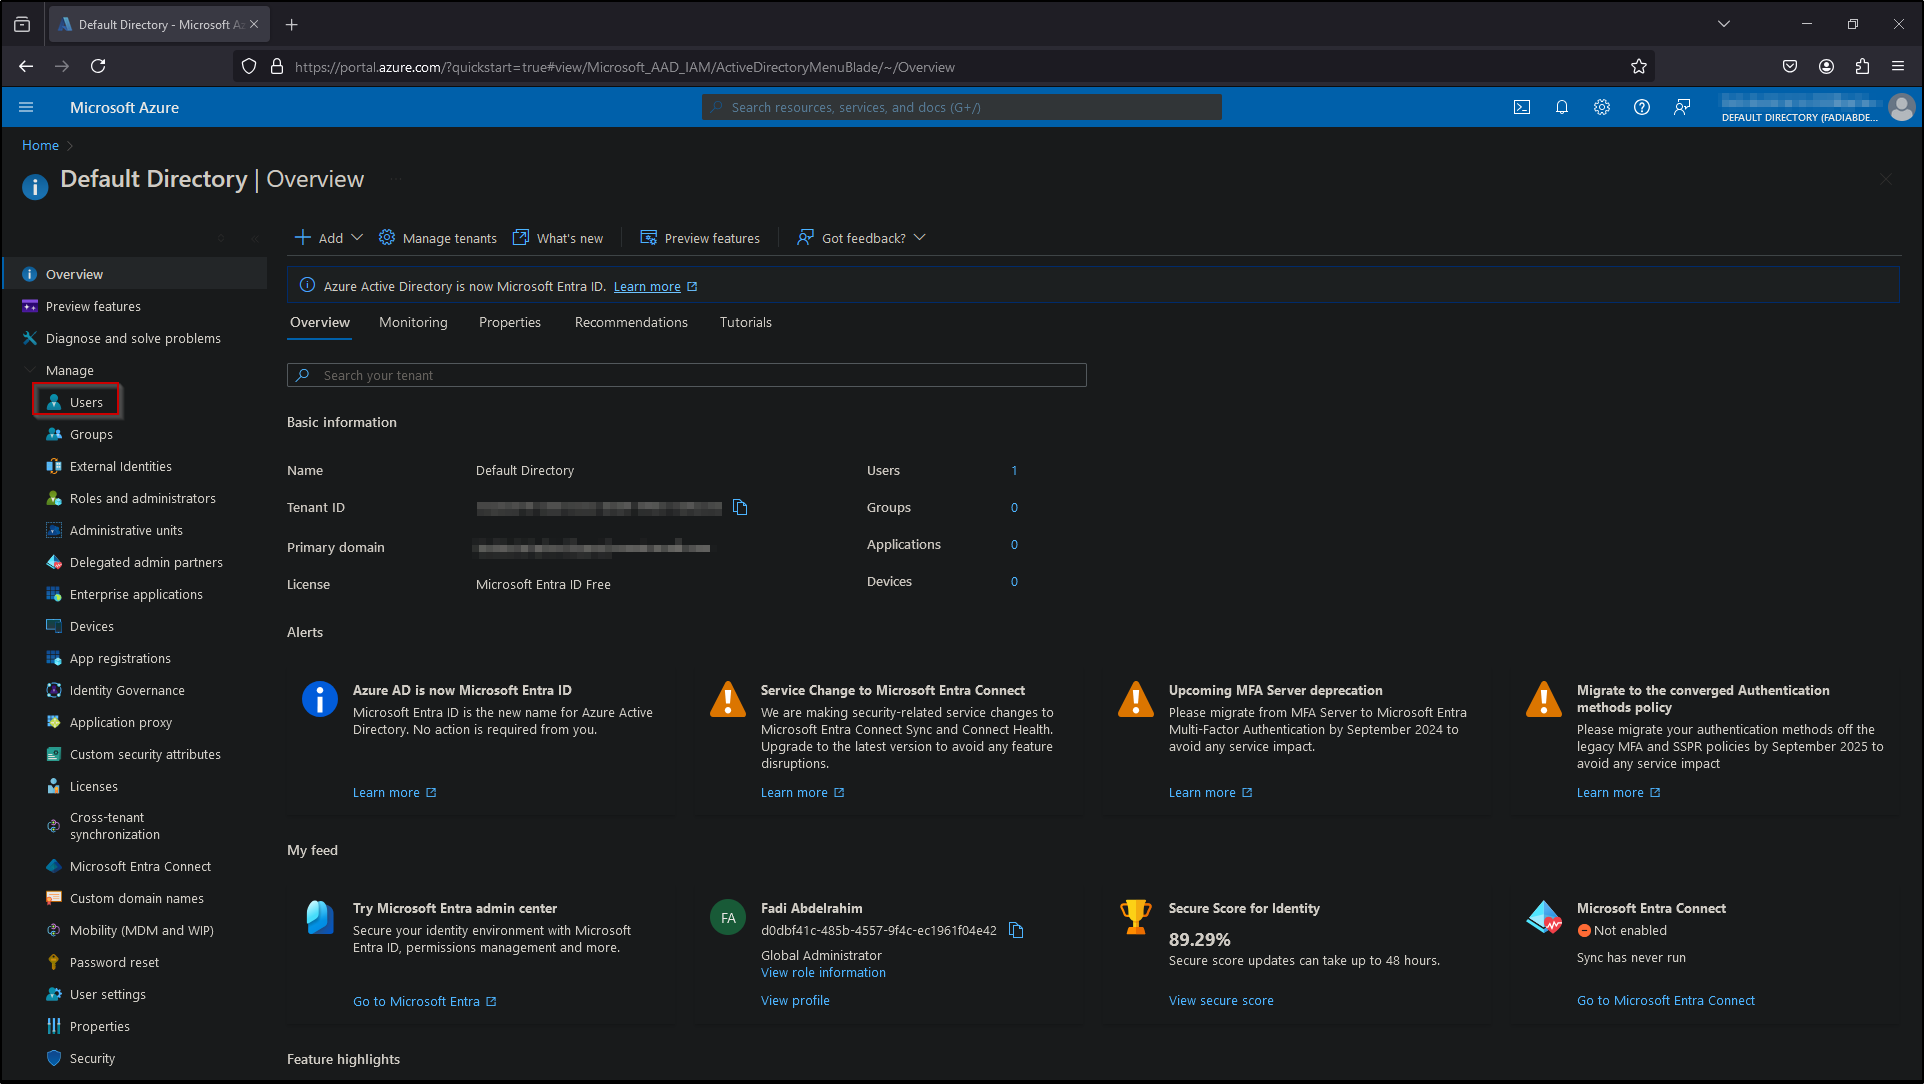 Default Directory - Microsoft Az
https://portal.azure.com/?quickstart=true#view/Microsoft_AAD_IAM/ActiveDirectoryMenuBlade/~/Overview
Microsoft Azure
Search resources, services, and docs (G+/)
DEFAULT DIRECTORY (FADIABDE...
Home
Default Directory | Overview
Add
Manage tenants
What's new
Preview features
Got feedback?
Overview
Preview features
Diagnose and solve problems
Manage
Users
Groups
External Identities
Roles and administrators
Administrative units
Delegated admin partners
Enterprise applications
Devices
App registrations
Identity Governance
Application proxy
Custom security attributes
Licenses
Cross-tenant
synchronization
Microsoft Entra Connect
Custom domain names
Mobility (MDM and WIP)
Password reset
User settings
Properties
Security
Azure Active Directory is now Microsoft Entra ID. Learn more
Overview
Monitoring
Properties
Recommendations
Tutorials
Search your tenant
Basic information
Name
Default Directory
Users
1
Tenant ID
Groups
0
Primary domain
Applications
0
License
Microsoft Entra ID Free
Devices
0
Alerts
Azure AD is now Microsoft Entra ID
Microsoft Entra ID is the new name for Azure Active
Directory. No action is required from you.
Learn more
Service Change to Microsoft Entra Connect
We are making security-related service changes to
Microsoft Entra Connect Sync and Connect Health.
Upgrade to the latest version to avoid any feature
disruptions.
Learn more
Upcoming MFA Server deprecation
Please migrate from MFA Server to Microsoft Entra
Multi-Factor Authentication by September 2024 to
avoid any service impact.
Learn more
Migrate to the converged Authentication
methods policy
Please migrate your authentication methods off the
legacy MFA and SSPR policies by September 2025 to
avoid any service impact
Learn more
My feed
Try Microsoft Entra admin center
Secure your identity environment with Microsoft
Entra ID, permissions management and more.
Go to Microsoft Entra
FA
Fadi Abdelrahim
d0dbf41c-485b-4557-9f4c-ec1961f04e42
Global Administrator
View role information
View profile
Secure Score for Identity
89.29%
Secure score updates can take up to 48 hours.
View secure score
Microsoft Entra Connect
Not enabled
Sync has never run
Go to Microsoft Entra Connect
Feature highlights